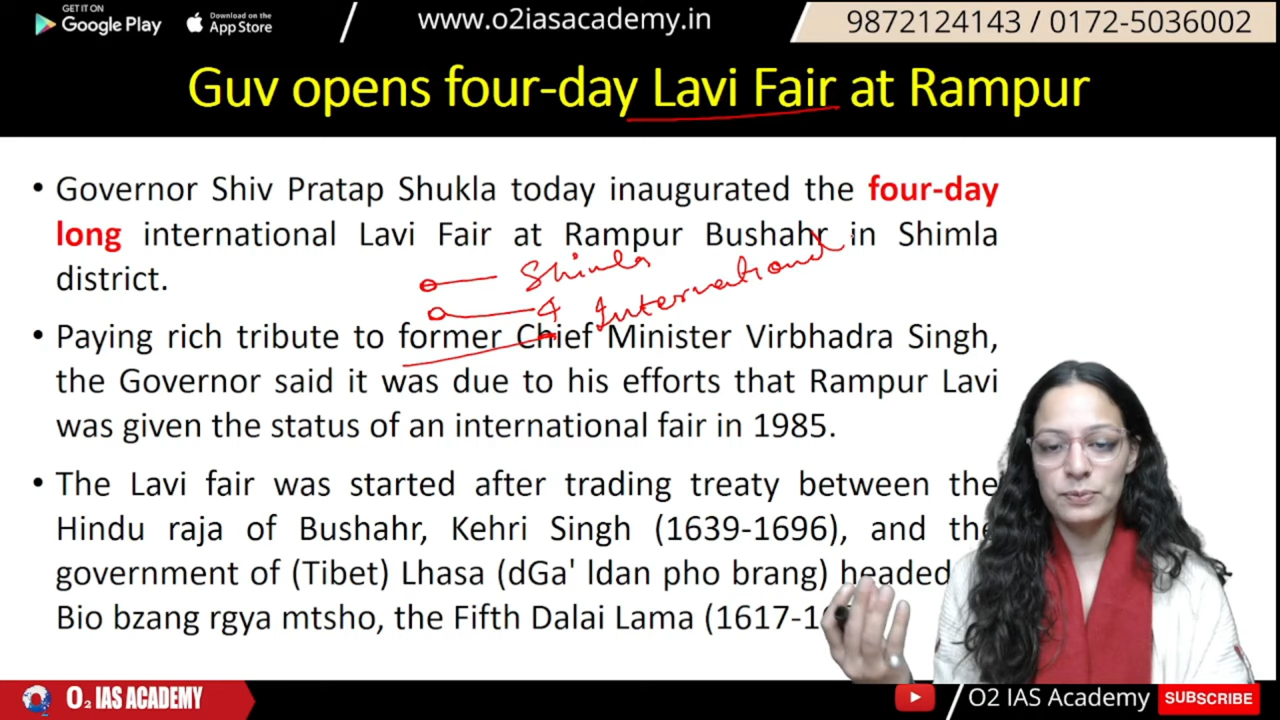 GET IT ON
Google Play
Download on the
App Store
www.o2iasacademy.in
9872124143 / 0172-5036002
Guv opens four-day Lavi Fair at Rampur
• Governor Shiv Pratap Shukla today inaugurated the four-day
long international Lavi Fair at Rampur Bushahr in Shimla
district.
Shimla
International
• Paying rich tribute to former Chief Minister Virbhadra Singh,
the Governor said it was due to his efforts that Rampur Lavi
was given the status of an international fair in 1985.
• The Lavi fair was started after trading treaty between the
Hindu raja of Bushahr, Kehri Singh (1639-1696), and the
government of (Tibet) Lhasa (dGa' ldan pho brang) headed
Bio bzang rgya mtsho, the Fifth Dalai Lama (1617-1
O2 IAS ACADEMY
O2 IAS Academy
SUBSCRIBE